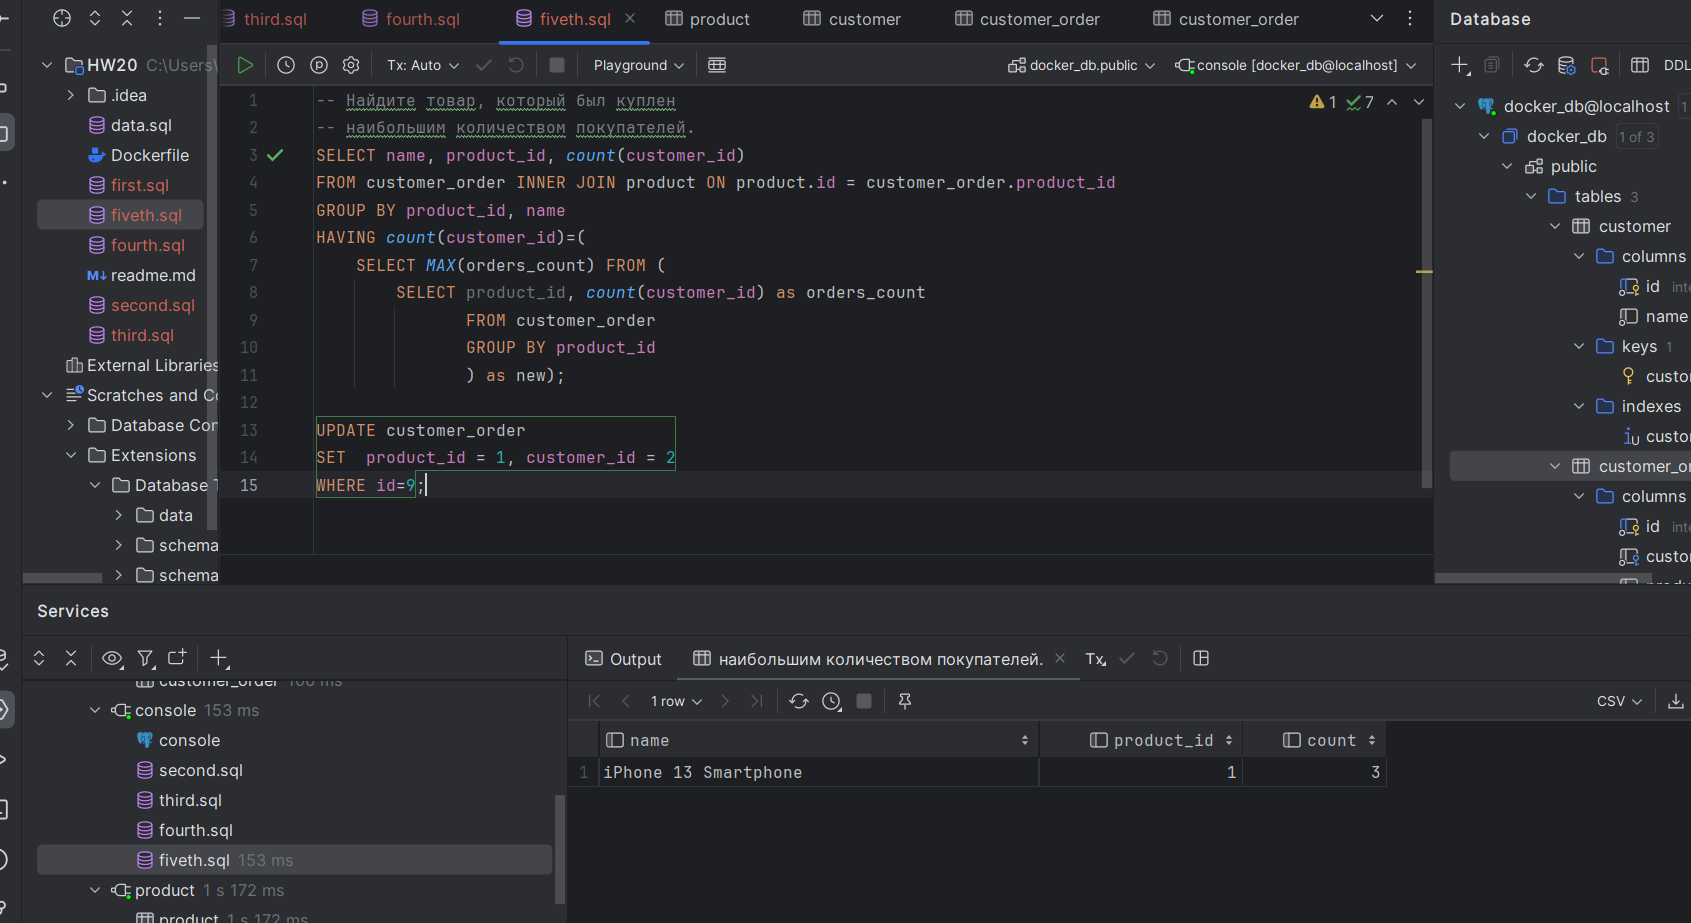 third.sql
fourth.sql
fiveth.sql
product
customer
customer_order
customer_order
Database
HW20 C:\Users\
.idea
data.sql
Dockerfile
first.sql
fiveth.sql
fourth.sql
readme.md
second.sql
third.sql
External Libraries
Scratches and Co
Database Con
Extensions
Database T
data
schema
schema
Tx: Auto
Playground
docker_db.public
console [docker_db@localhost]
1 7
1 -- Найдите товар, который был куплен
2 -- наибольшим количеством покупателей.
3 SELECT name, product_id, count(customer_id)
4 FROM customer_order INNER JOIN product ON product.id = customer_order.product_id
5 GROUP BY product_id, name
6 HAVING count(customer_id)=(
7 SELECT MAX(orders_count) FROM (
8 SELECT product_id, count(customer_id) as orders_count
9 FROM customer_order
10 GROUP BY product_id
11 ) as new);
12
13 UPDATE customer_order
14 SET  product_id = 1, customer_id = 2
15 WHERE id=9;
DDL
docker_db@localhost 1
docker_db 1 of 3
public
tables 3
customer
columns
id inte
name
keys 1
custo
indexes
custo
customer_or
columns
id inte
custo
Services
customer_order 166 ms
console 153 ms
console
second.sql
third.sql
fourth.sql
fiveth.sql 153 ms
product 1 s 172 ms
product 1 s 172 ms
Output
наибольшим количеством покупателей.
Tx
1 row
CSV
name product_id count
1 iPhone 13 Smartphone 1 3